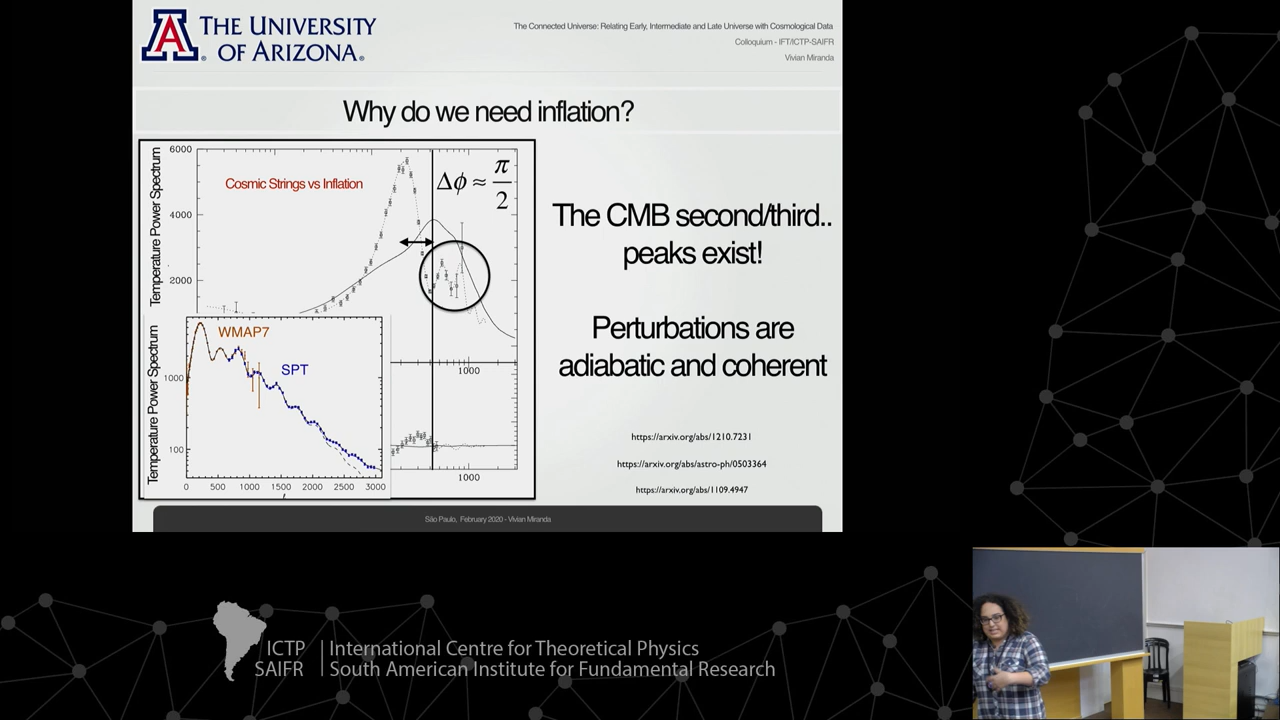 THE UNIVERSITY
OF ARIZONA.
The Connected Universe: Relating Early, Intermediate and Late Universe with Cosmological Data
Colloquium - IFT/ICTP-SAIFR
Vivian Miranda
Why do we need inflation?
Temperature Power Spectrum
6000
4000
2000
Cosmic Strings vs Inflation
Δϕ ≈ π/2
1000
1000
Temperature Power Spectrum
1000
100
WMAP7
SPT
0 500 1000 1500 2000 2500 3000
The CMB second/third..
peaks exist!
Perturbations are
adiabatic and coherent
https://arxiv.org/abs/1210.7231
https://arxiv.org/abs/astro-ph/0503364
https://arxiv.org/abs/1109.4947
São Paulo, February 2020 - Vivian Miranda
ICTP
SAIFR
International Centre for Theoretical Physics
South American Institute for Fundamental Research